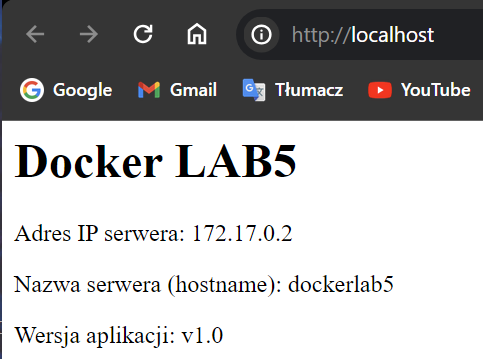 http://localhost
Google Gmail Tłumacz YouTube
Docker LAB5
Adres IP serwera: 172.17.0.2
Nazwa serwera (hostname): dockerlab5
Wersja aplikacji: v1.0